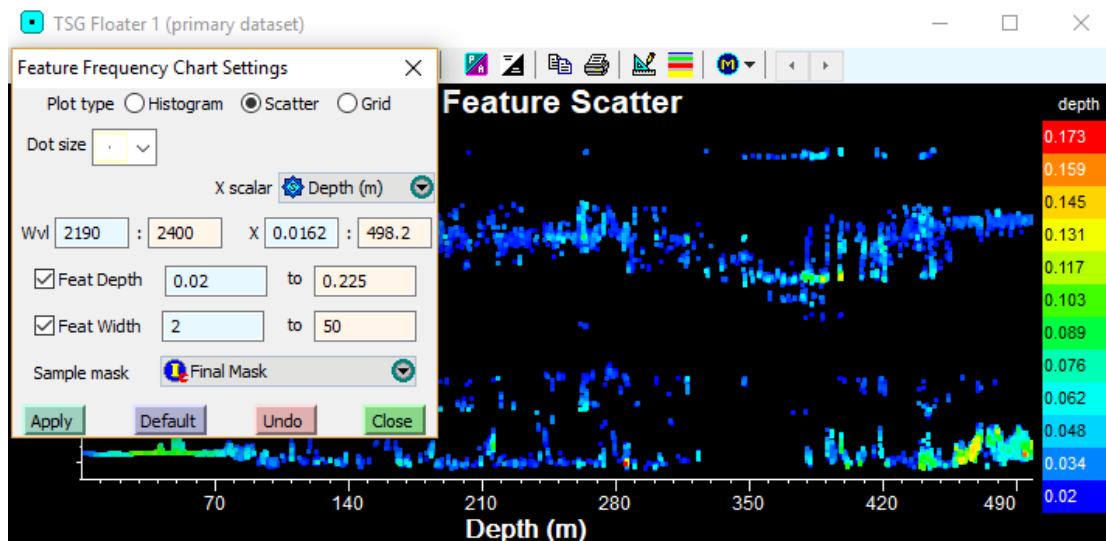 TSG Floater 1 (primary dataset)
Feature Frequency Chart Settings
Plot type Histogram Scatter Grid
Dot size
X scalar Depth (m)
Wvl 2190 : 2400 X 0.0162 : 498.2
Feat Depth 0.02 to 0.225
Feat Width 2 to 50
Sample mask Final Mask
Apply Default Undo Close
Feature Scatter
depth
0.173
0.159
0.145
0.131
0.117
0.103
0.089
0.076
0.062
0.048
0.034
0.02
70 140 210 280 350 420 490
Depth (m)